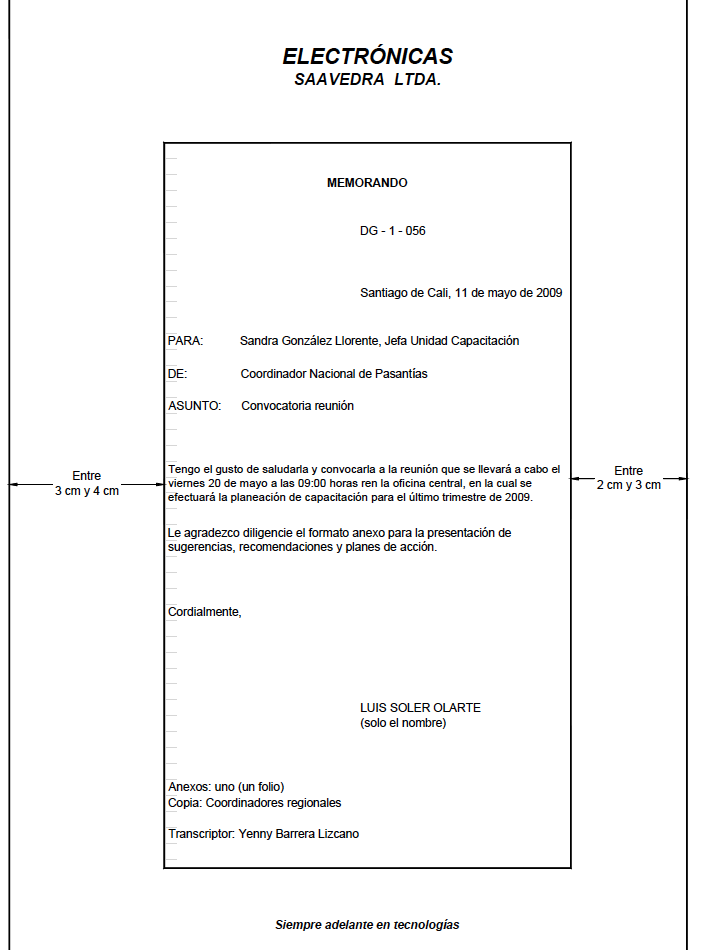 ELECTRÓNICAS
SAAVEDRA LTDA.
MEMORANDO
DG - 1 - 056
Santiago de Cali, 11 de mayo de 2009
PARA: Sandra González Llorente, Jefa Unidad Capacitación
DE: Coordinador Nacional de Pasantías
ASUNTO: Convocatoria reunión
Entre
3 cm y 4 cm
Tengo el gusto de saludarla y convocarla a la reunión que se llevará a cabo el
viernes 20 de mayo a las 09:00 horas ren la oficina central, en la cual se
efectuará la planeación de capacitación para el último trimestre de 2009.
Entre
2 cm y 3 cm
Le agradezco diligencie el formato anexo para la presentación de
sugerencias, recomendaciones y planes de acción.
Cordialmente,
LUIS SOLER OLARTE
(solo el nombre)
Anexos: uno (un folio)
Copia: Coordinadores regionales
Transcriptor: Yenny Barrera Lizcano
Siempre adelante en tecnologías